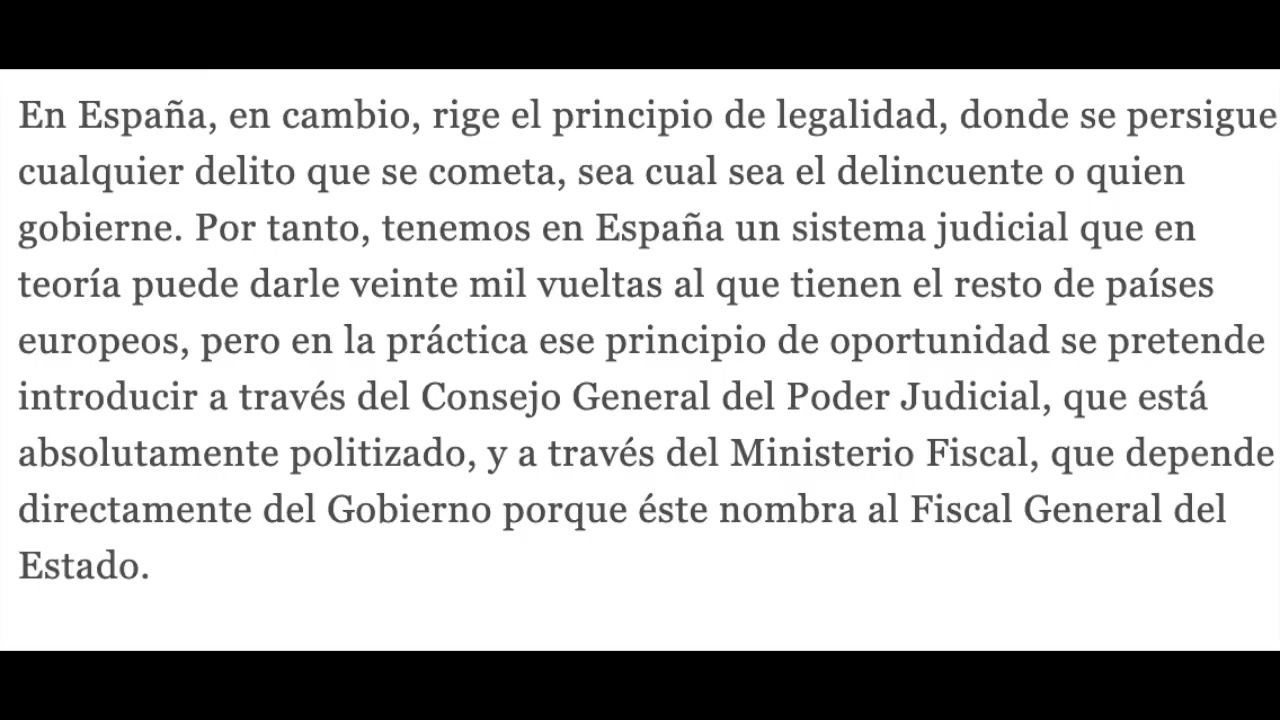 En España, en cambio, rige el principio de legalidad, donde se persigue
cualquier delito que se cometa, sea cual sea el delincuente o quien
gobierne. Por tanto, tenemos en España un sistema judicial que en
teoría puede darle veinte mil vueltas al que tienen el resto de países
europeos, pero en la práctica ese principio de oportunidad se pretende
introducir a través del Consejo General del Poder Judicial, que está
absolutamente politizado, y a través del Ministerio Fiscal, que depende
directamente del Gobierno porque éste nombra al Fiscal General del
Estado.